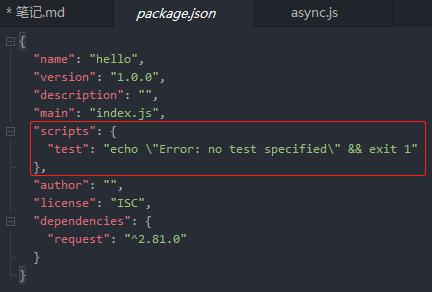 * 笔记.md package.json async.js
{
"name": "hello",
"version": "1.0.0",
"description": "",
"main": "index.js",
"scripts": {
"test": "echo \"Error: no test specified\" && exit 1"
},
"author": "",
"license": "ISC",
"dependencies": {
"request": "^2.81.0"
}
}